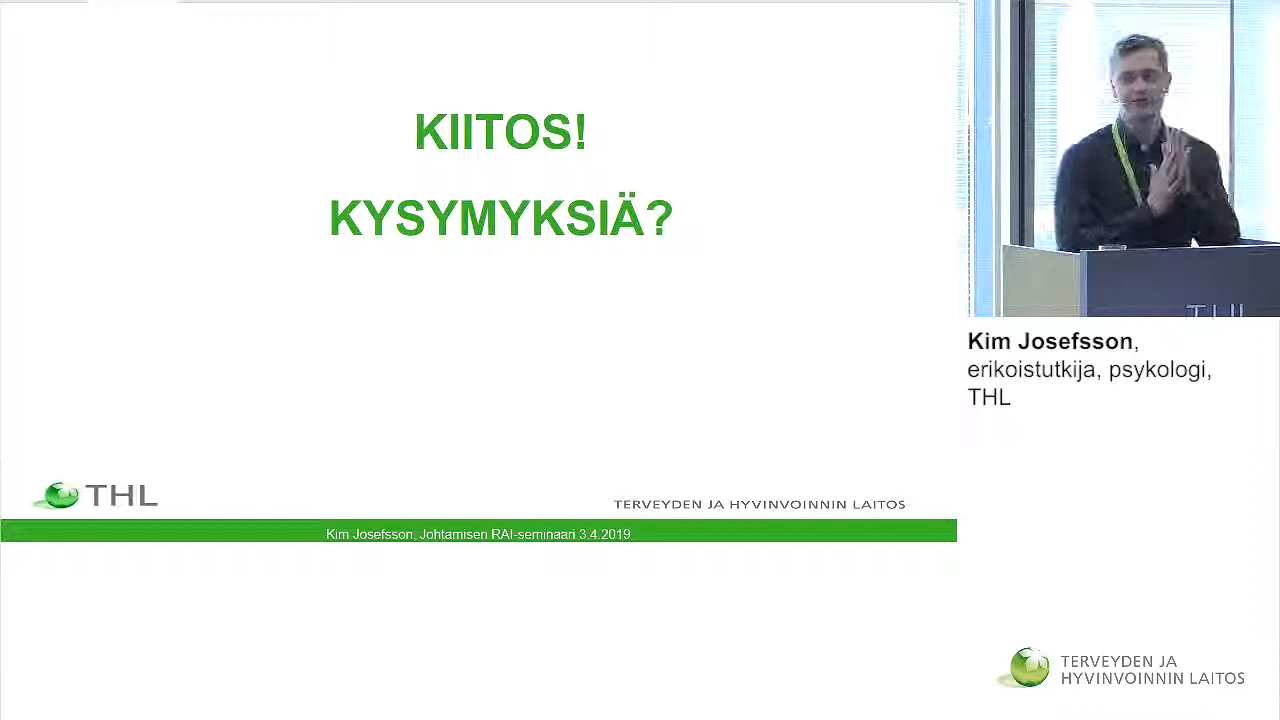 KIITOS!
KYSYMYKSIÄ?
THL
TERVEYDEN JA HYVINVOINNIN LAITOS
Kim Josefsson, Johtamisen RAI-seminaari 3.4.2019
THL
Kim Josefsson,
erikoistutkija, psykologi,
THL
TERVEYDEN JA
HYVINVOINNIN LAITOS